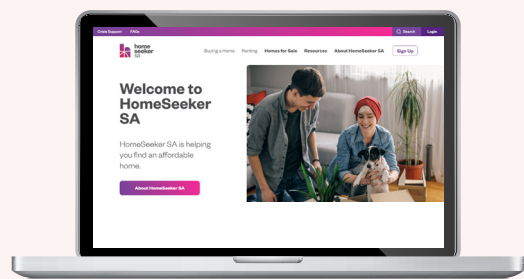 Crisis Support FAQs Search Login
home
seeker
SA
Buying a Home Renting Homes for Sale Resources About HomeSeeker SA Sign Up
Welcome to
HomeSeeker
SA
HomeSeeker SA is helping
you find an affordable
home.
About HomeSeeker SA